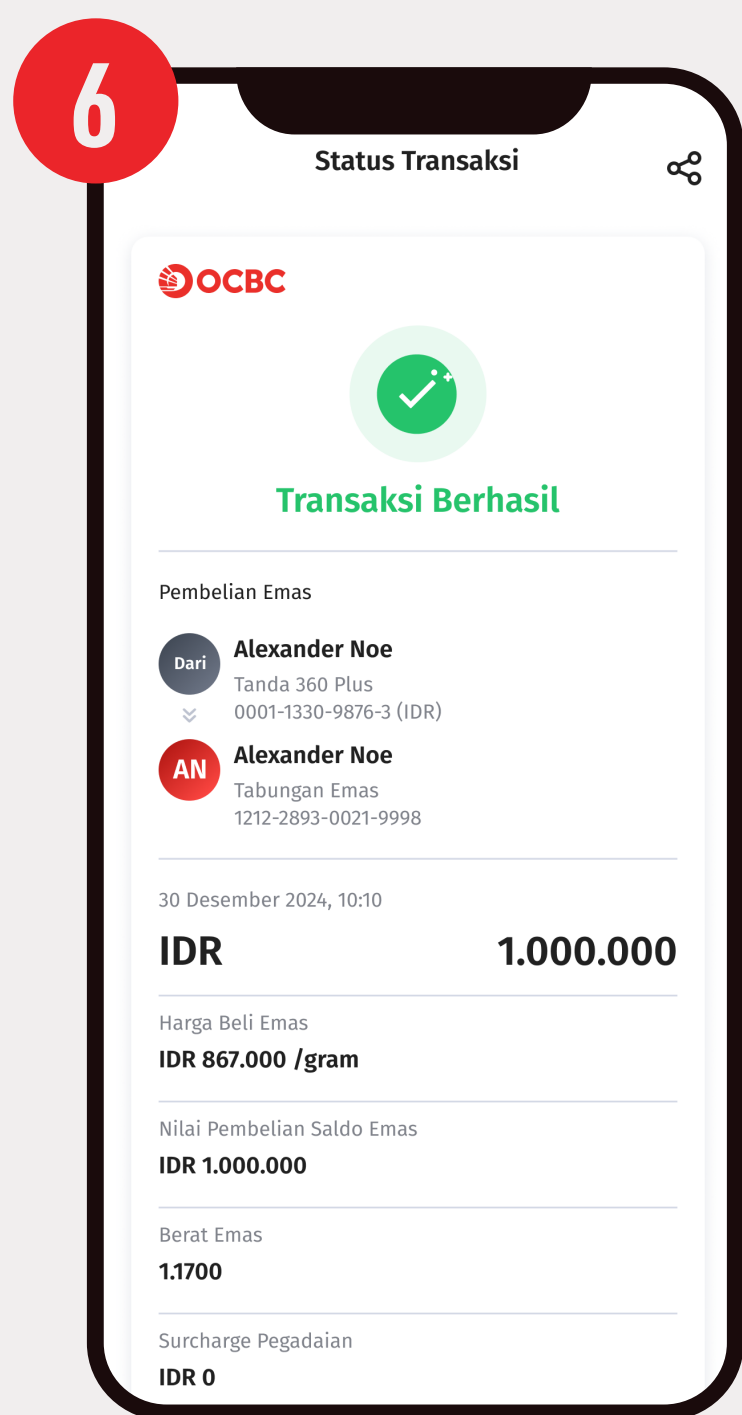 6
Status Transaksi
OCBC
Transaksi Berhasil
Pembelian Emas
Dari
Alexander Noe
Tanda 360 Plus
0001-1330-9876-3 (IDR)
AN
Alexander Noe
Tabungan Emas
1212-2893-0021-9998
30 Desember 2024, 10:10
IDR 1.000.000
Harga Beli Emas
IDR 867.000 /gram
Nilai Pembelian Saldo Emas
IDR 1.000.000
Berat Emas
1.1700
Surcharge Pegadaian
IDR 0